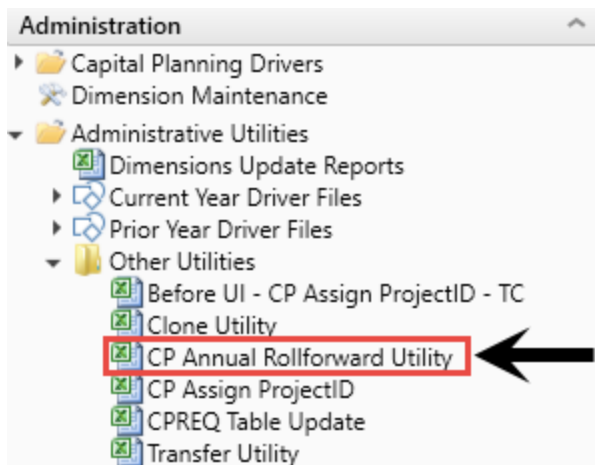 Administration
Capital Planning Drivers
Dimension Maintenance
Administrative Utilities
Dimensions Update Reports
Current Year Driver Files
Prior Year Driver Files
Other Utilities
Before UI - CP Assign ProjectID - TC
Clone Utility
CP Annual Rollforward Utility
CP Assign ProjectID
CPREQ Table Update
Transfer Utility